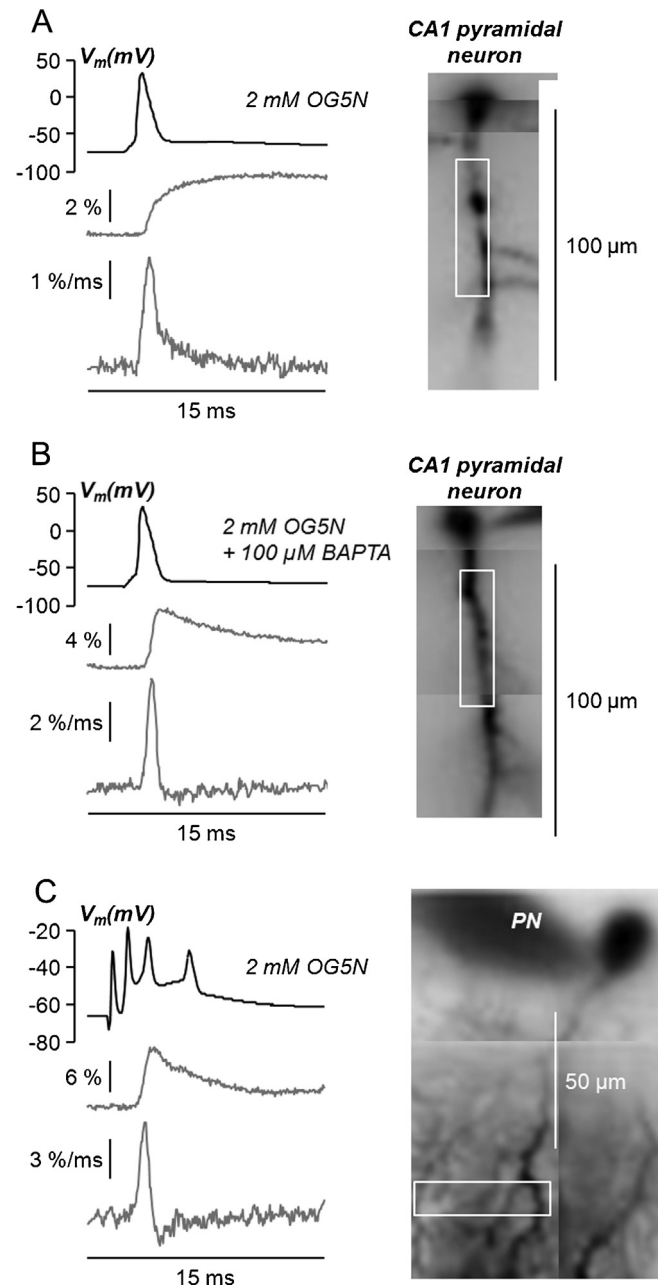 A
V_m(mV)
50
0
-50
-100
2 mM OG5N
2 %
1 %/ms
15 ms
CA1 pyramidal
neuron
100 µm
B
V_m(mV)
50
0
-50
-100
2 mM OG5N
+ 100 µM BAPTA
4 %
2 %/ms
15 ms
CA1 pyramidal
neuron
100 µm
C
V_m(mV)
-20
-40
-60
-80
2 mM OG5N
6 %
3 %/ms
15 ms
PN
50 µm